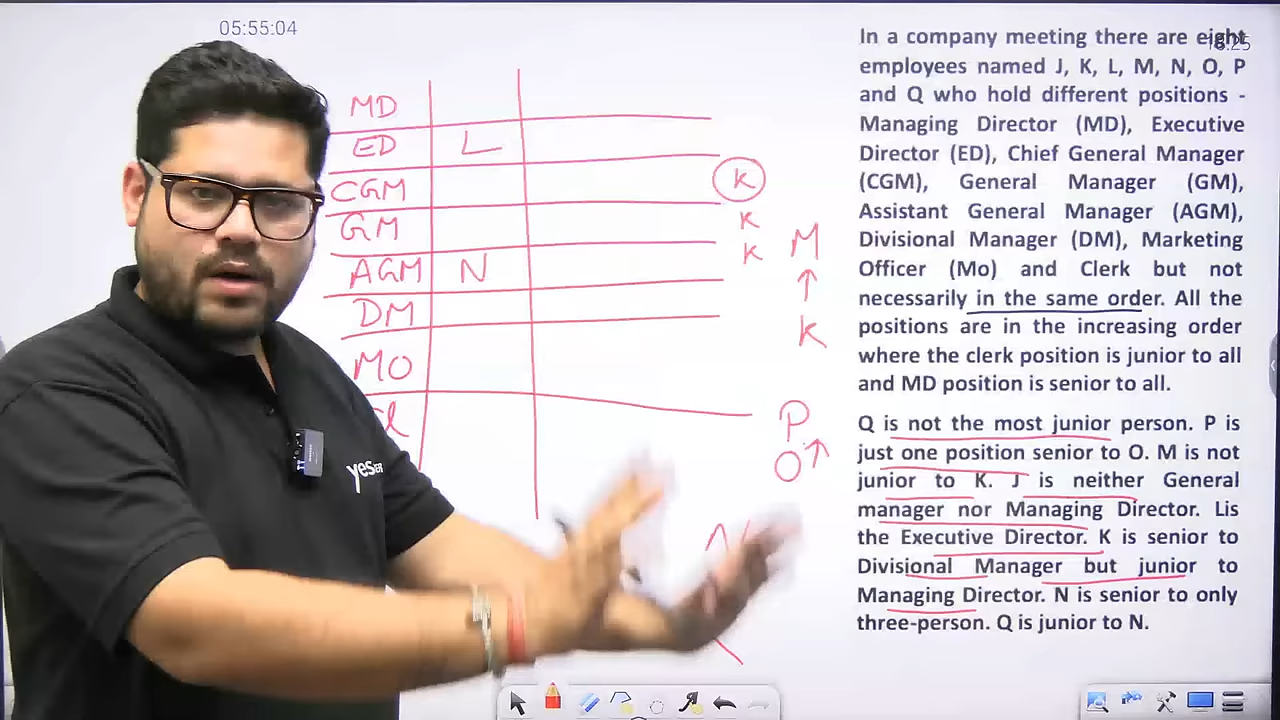 05:55:04
MD
ED L
CGM
GM
AGM N
DM
MO
K
K
K
M
↑
K
P
O↑
yes
In a company meeting there are eight
employees named J, K, L, M, N, O, P
and Q who hold different positions -
Managing Director (MD), Executive
Director (ED), Chief General Manager
(CGM), General Manager (GM),
Assistant General Manager (AGM),
Divisional Manager (DM), Marketing
Officer (Mo) and Clerk but not
necessarily in the same order. All the
positions are in the increasing order
where the clerk position is junior to all
and MD position is senior to all.
Q is not the most junior person. P is
just one position senior to O. M is not
junior to K. J is neither General
manager nor Managing Director. Lis
the Executive Director. K is senior to
Divisional Manager but junior to
Managing Director. N is senior to only
three-person. Q is junior to N.